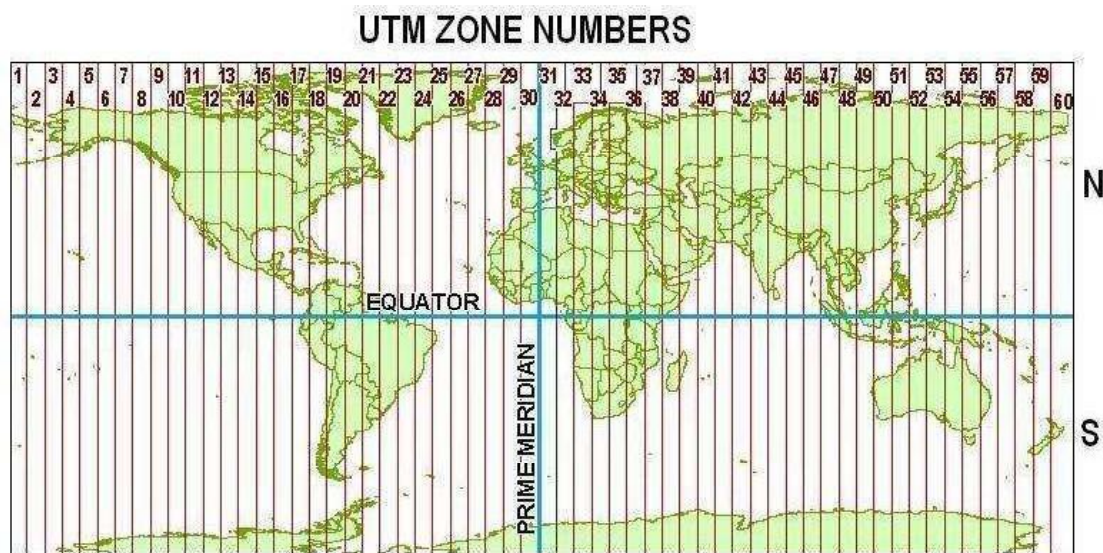 UTM ZONE NUMBERS
1 3 5 7 9 11 13 15 17 19 21 23 25 27 29 31 33 35 37 39 41 43 45 47 49 51 53 55 57 59
2 4 6 8 10 12 14 16 18 20 22 24 26 28 30 32 34 36 38 40 42 44 46 48 50 52 54 56 58 60
N
EQUATOR
PRIME MERIDIAN
S